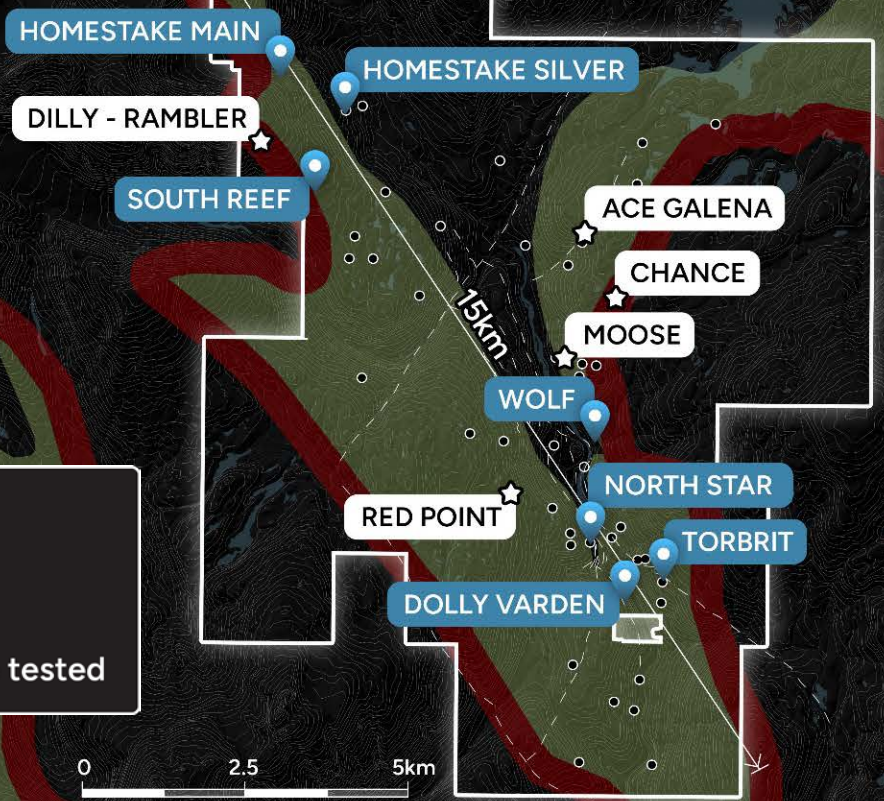 HOMESTAKE MAIN
HOMESTAKE SILVER
DILLY - RAMBLER
SOUTH REEF
ACE GALENA
CHANCE
15km
MOOSE
WOLF
NORTH STAR
RED POINT
TORBRIT
DOLLY VARDEN
tested
0 2.5 5km